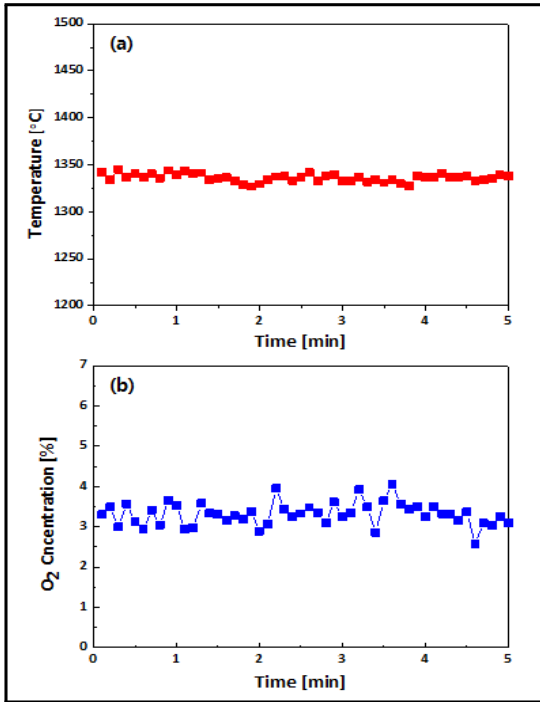 (a)
Temperature [°C]
1500
1450
1400
1350
1300
1250
1200
0 1 2 3 4 5
Time [min]
(b)
O₂ Cncentration [%]
7
6
5
4
3
2
1
0
0 1 2 3 4 5
Time [min]